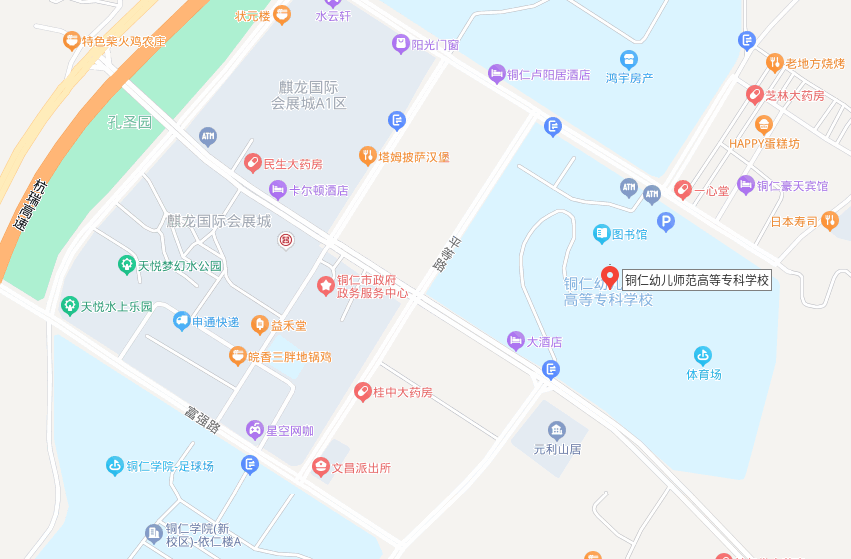 状元楼
水云轩
特色柴火鸡农庄
阳光门窗
铜仁卢阳居酒店
鸿宇房产
老地方烧烤
麒龙国际
会展城A1区
芝林大药房
孔圣园
ATM
HAPPY蛋糕坊
民生大药房
塔姆披萨汉堡
卡尔顿酒店
ATM
ATM
一心堂
铜仁豪天宾馆
杭瑞高速
麒龙国际会展城
P
图书馆
日本寿司
平等路
天悦梦幻水公园
铜仁市政府
政务服务中心
铜仁幼儿师范高等专科学校
铜仁幼
高等专科学校
天悦水上乐园
申通快递
益禾堂
大酒店
皖香三胖地锅鸡
体育场
桂中大药房
富强路
星空网咖
元利山居
铜仁学院-足球场
文昌派出所
铜仁学院(新
校区)-依仁楼A